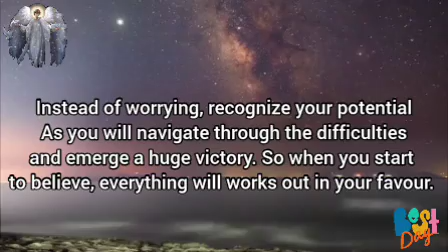 Instead of worrying, recognize your potential
As you will navigate through the difficulties
and emerge a huge victory. So when you start
to believe, everything will works out in your favour.
Best
Day